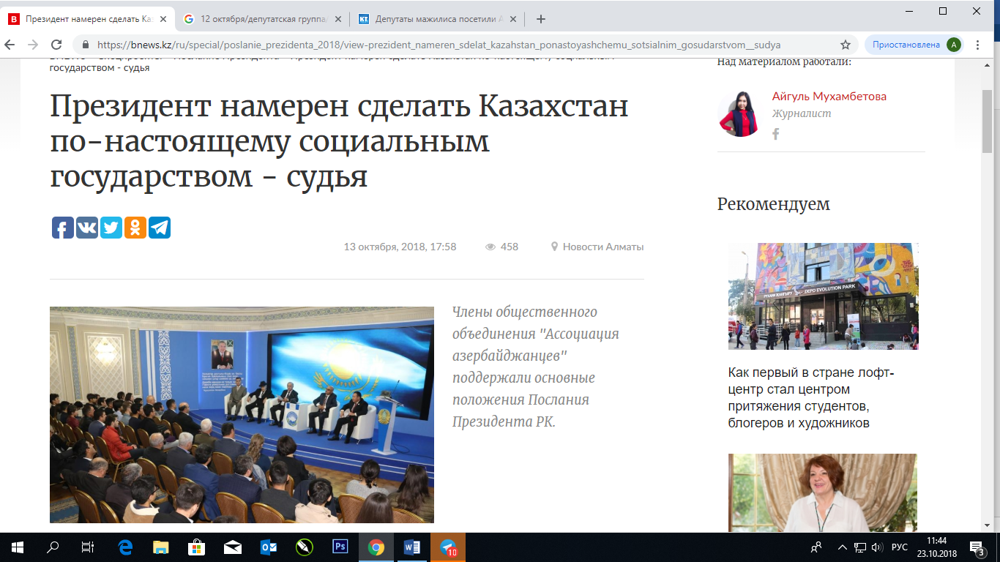 Президент намерен сделать Каз
12 октября/депутатская группа
Депутаты мажилиса посетили А
https://bnews.kz/ru/special/poslanie_prezidenta_2018/view-prezident_nameren_sdelat_kazahstan_ponastoyashchemu_sotsialnim_gosudarstvom__sudya
Приостановлена
А
государством - судья
Президент намерен сделать Казахстан
по-настоящему социальным
государством - судья
13 октября, 2018, 17:58
458
Новости Алматы
Члены общественного
объединения "Ассоциация
азербайджанцев"
поддержали основные
положения Послания
Президента РК.
Над материалом работали:
Айгуль Мухамбетова
Журналист
Рекомендуем
DEPO EVOLUTION PARK
Как первый в стране лофт-
центр стал центром
притяжения студентов,
блогеров и художников
10
РУС
11:44
23.10.2018
3